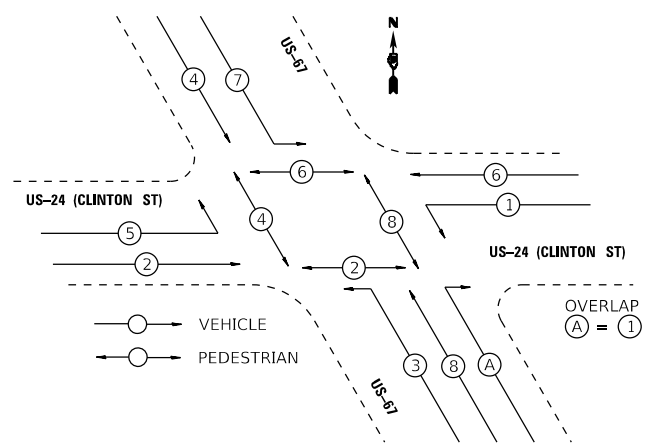 N
US-67
4
7
6
6
US-24 (CLINTON ST)
1
4
8
5
2
2
US-24 (CLINTON ST)
OVERLAP
A = 1
VEHICLE
PEDESTRIAN
3
8
A
US-67